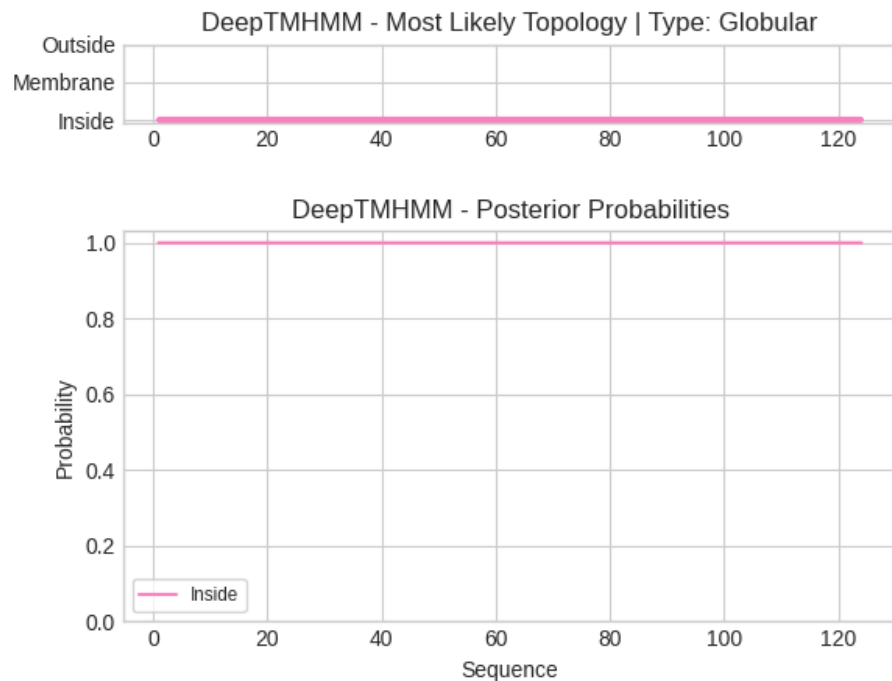 DeepTMHMM - Most Likely Topology | Type: Globular
Outside
Membrane
Inside
0 20 40 60 80 100 120
DeepTMHMM - Posterior Probabilities
1.0
0.8
0.6
0.4
0.2
0.0
Probability
Inside
0 20 40 60 80 100 120
Sequence